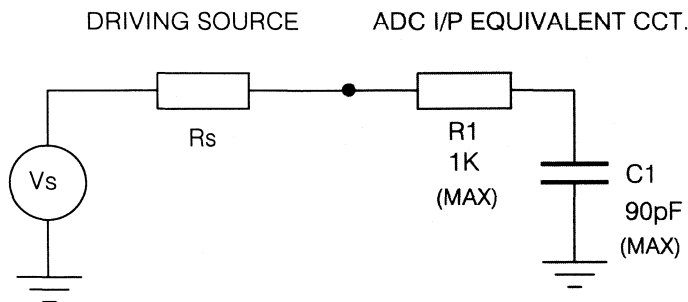 DRIVING SOURCE
ADC I/P EQUIVALENT CCT.
Rs
R1
1K
(MAX)
Vs
C1
90pF
(MAX)